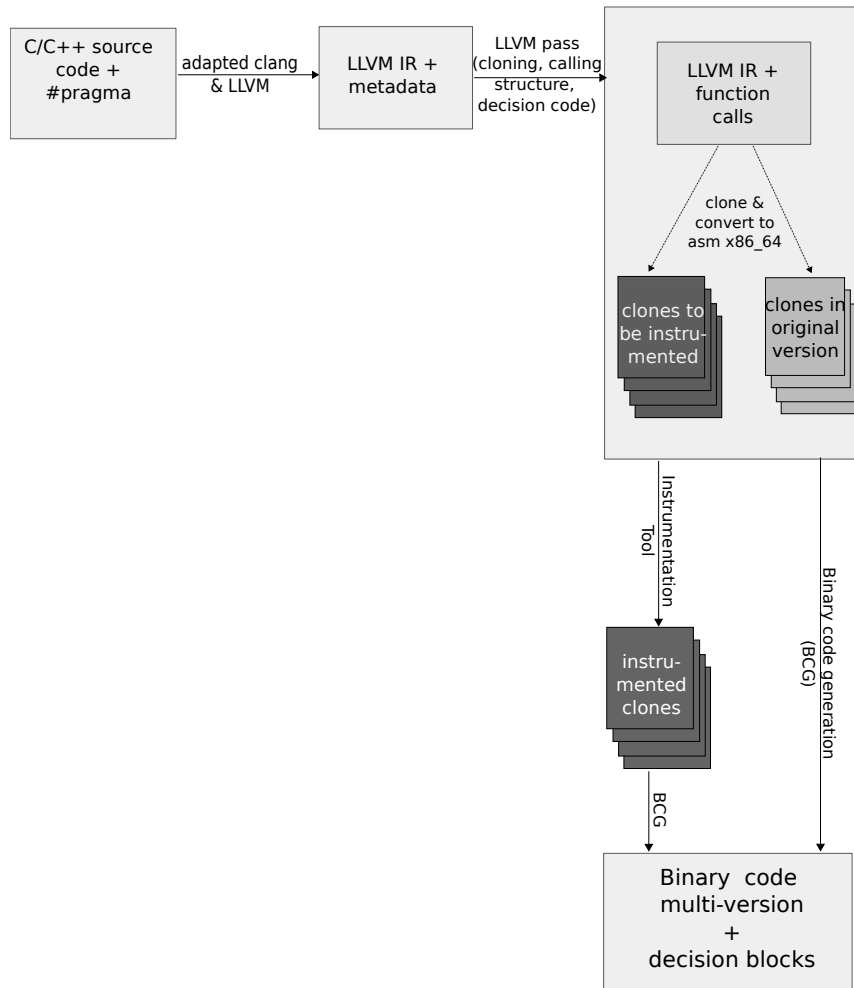 C/C++ source
code +
#pragma
adapted clang
& LLVM
LLVM IR +
metadata
LLVM pass
(cloning, calling
structure,
decision code)
LLVM IR +
function
calls
clone &
convert to
asm x86_64
clones to
be instru-
mented
clones in
original
version
Instrumentation
Tool
Binary code generation
(BCG)
instru-
mented
clones
BCG
Binary code
multi-version
+
decision blocks